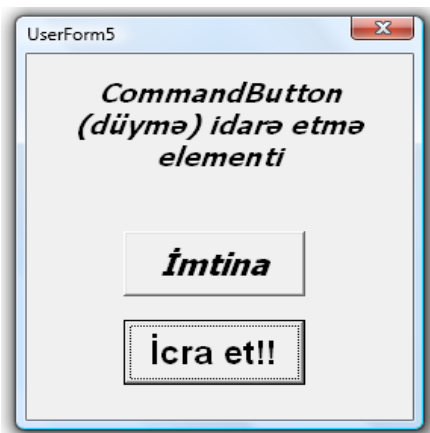 UserForm5
CommandButton
(düymə) idarə etmə
elementi
İmtina
İcra et!!